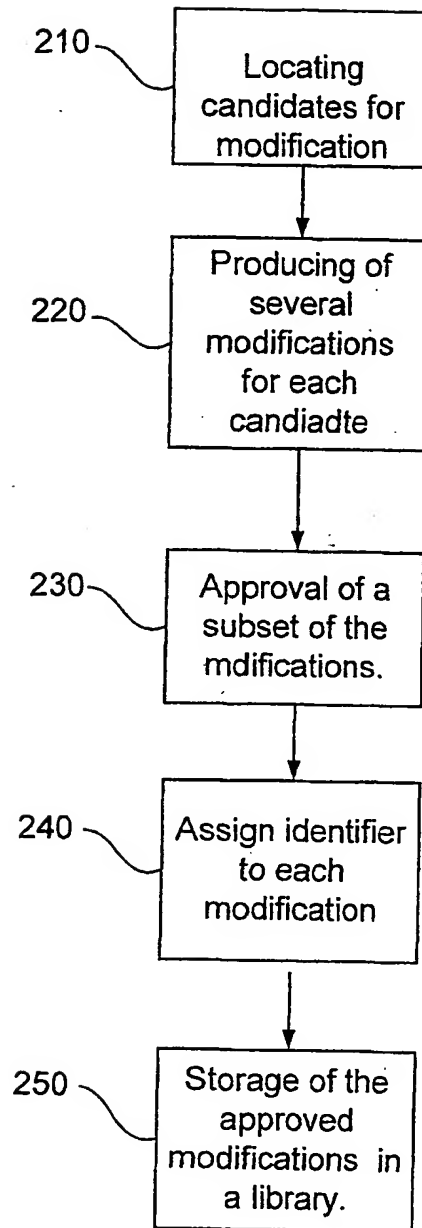 210
Locating
candidates for
modification
220
Producing of
several
modifications
for each
candiadte
230
Approval of a
subset of the
mdifications.
240
Assign identifier
to each
modification
250
Storage of the
approved
modifications in
a library.